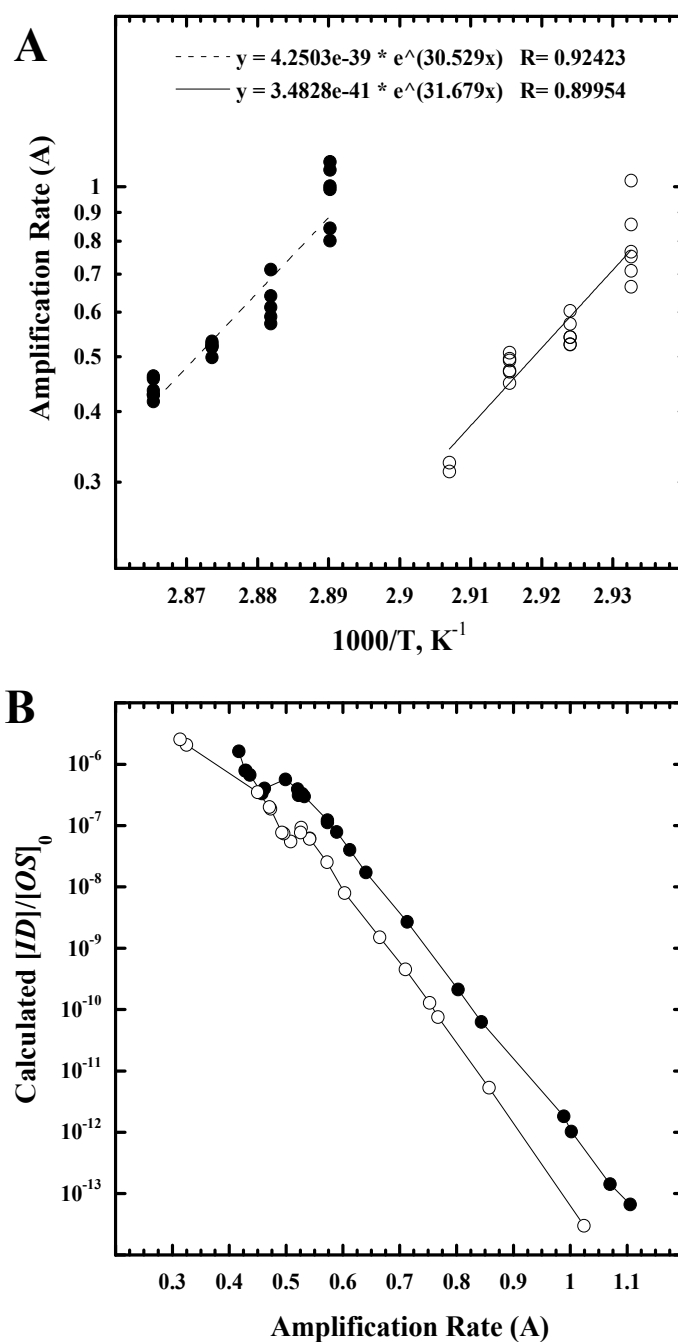 A
y = 4.2503e-39 * e^(30.529x) R= 0.92423
y = 3.4828e-41 * e^(31.679x) R= 0.89954
Amplification Rate (A)
1
0.9
0.8
0.7
0.6
0.5
0.4
0.3
2.87 2.88 2.89 2.9 2.91 2.92 2.93
1000/T, K⁻¹
B
Calculated [ID]/[OS]₀
10⁻⁶
10⁻⁷
10⁻⁸
10⁻⁹
10⁻¹⁰
10⁻¹¹
10⁻¹²
10⁻¹³
0.3 0.4 0.5 0.6 0.7 0.8 0.9 1 1.1
Amplification Rate (A)